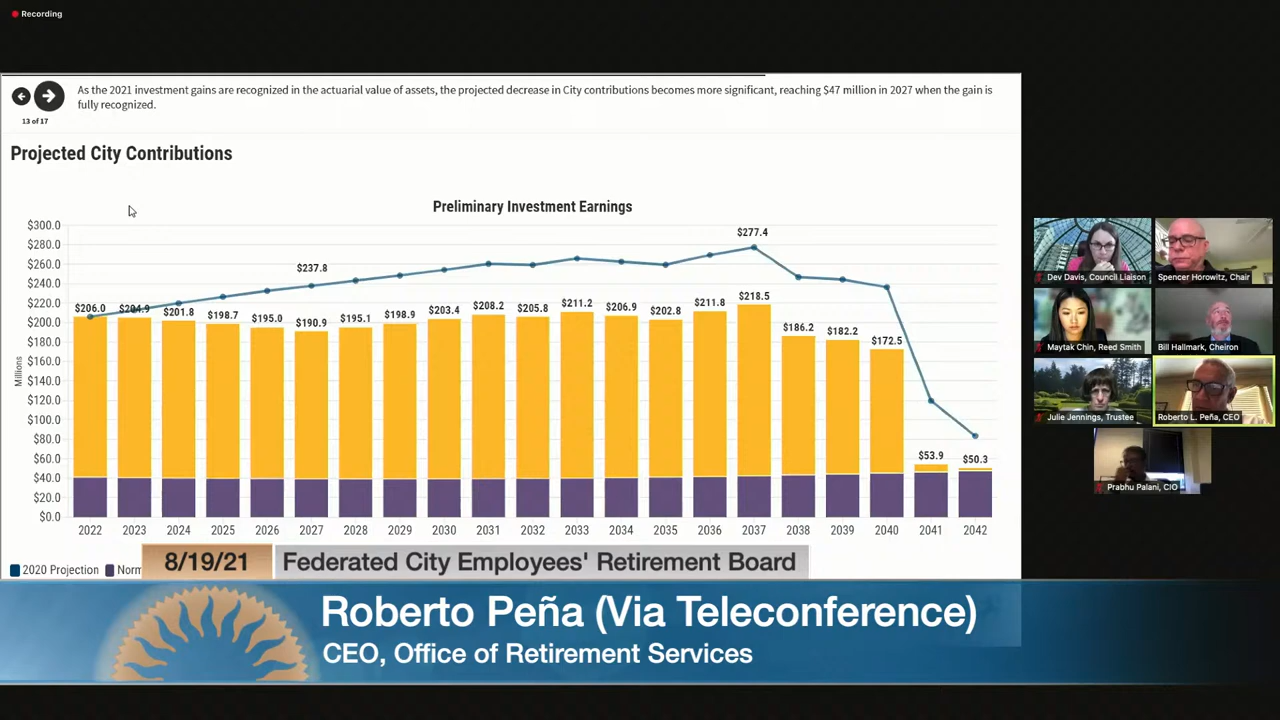 Recording
As the 2021 investment gains are recognized in the actuarial value of assets, the projected decrease in City contributions becomes more significant, reaching $47 million in 2027 when the gain is
fully recognized.
13 of 17
Projected City Contributions
Preliminary Investment Earnings
$300.0
$280.0
$260.0
$240.0
$220.0
$200.0
$180.0
$160.0
$140.0
$120.0
$100.0
$80.0
$60.0
$40.0
$20.0
$0.0
Millions
$237.8
$277.4
$206.0 $204.9 $201.8 $198.7 $195.0 $190.9 $195.1 $198.9 $203.4 $208.2 $205.8 $211.2 $206.9 $202.8 $211.8 $218.5 $186.2 $182.2 $172.5 $53.9 $50.3
2022 2023 2024 2025 2026 2027 2028 2029 2030 2031 2032 2033 2034 2035 2036 2037 2038 2039 2040 2041 2042
2020 Projection Norm
Dev Davis, Council Liaison
Spencer Horowitz, Chair
Maytak Chin, Reed Smith
Bill Hallmark, Cheiron
Julie Jennings, Trustee
Roberto L. Peña, CEO
Prabhu Palani, CIO
8/19/21 Federated City Employees' Retirement Board
Roberto Peña (Via Teleconference)
CEO, Office of Retirement Services